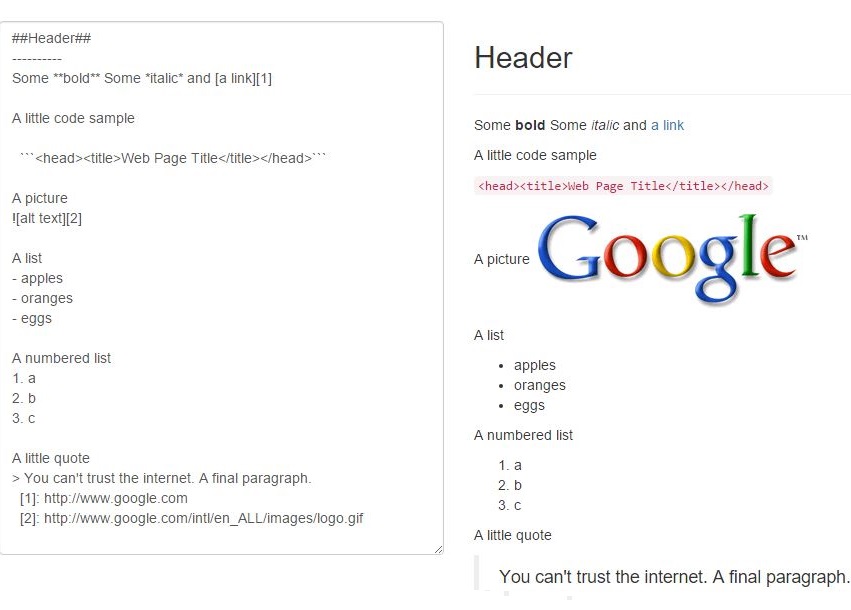 ##Header##
----------
Some **bold** Some *italic* and [a link][1]
A little code sample
```<head><title>Web Page Title</title></head>```
A picture
![alt text][2]
A list
- apples
- oranges
- eggs
A numbered list
1. a
2. b
3. c
A little quote
> You can't trust the internet. A final paragraph.
[1]: http://www.google.com
[2]: http://www.google.com/intl/en_ALL/images/logo.gif
Header
Some bold Some italic and a link
A little code sample
<head><title>Web Page Title</title></head>
A picture Google™
A list
• apples
• oranges
• eggs
A numbered list
1. a
2. b
3. c
A little quote
You can't trust the internet. A final paragraph.